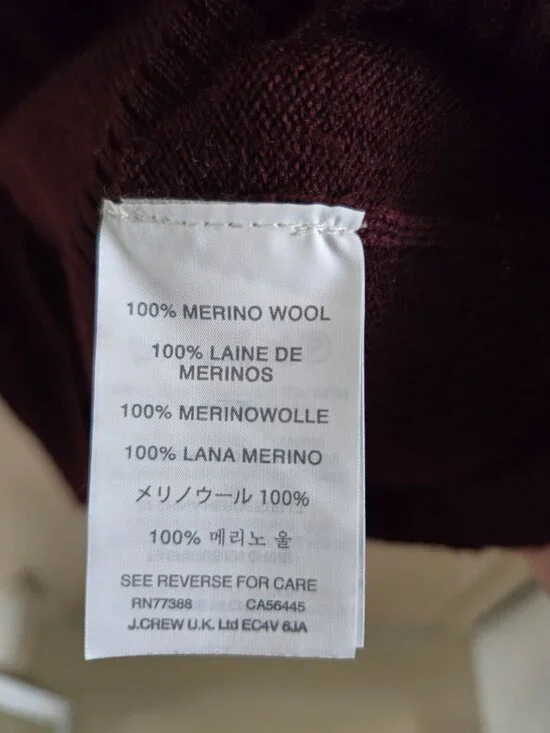 100% MERINO WOOL
100% LAINE DE
MERINOS
100% MERINOWOLLE
100% LANA MERINO
メリノウール 100%
100% 메리노 울
SEE REVERSE FOR CARE
RN77388 CA56445
J.CREW U.K. Ltd EC4V 6JA